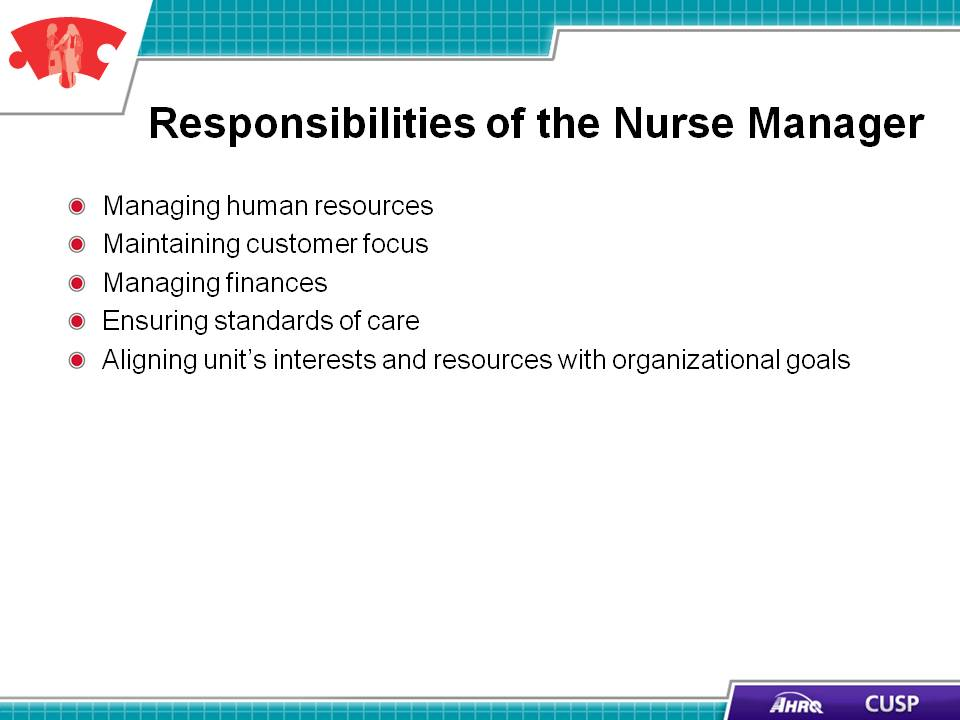 Responsibilities of the Nurse Manager
Managing human resources
Maintaining customer focus
Managing finances
Ensuring standards of care
Aligning unit’s interests and resources with organizational goals
AHRQ CUSP